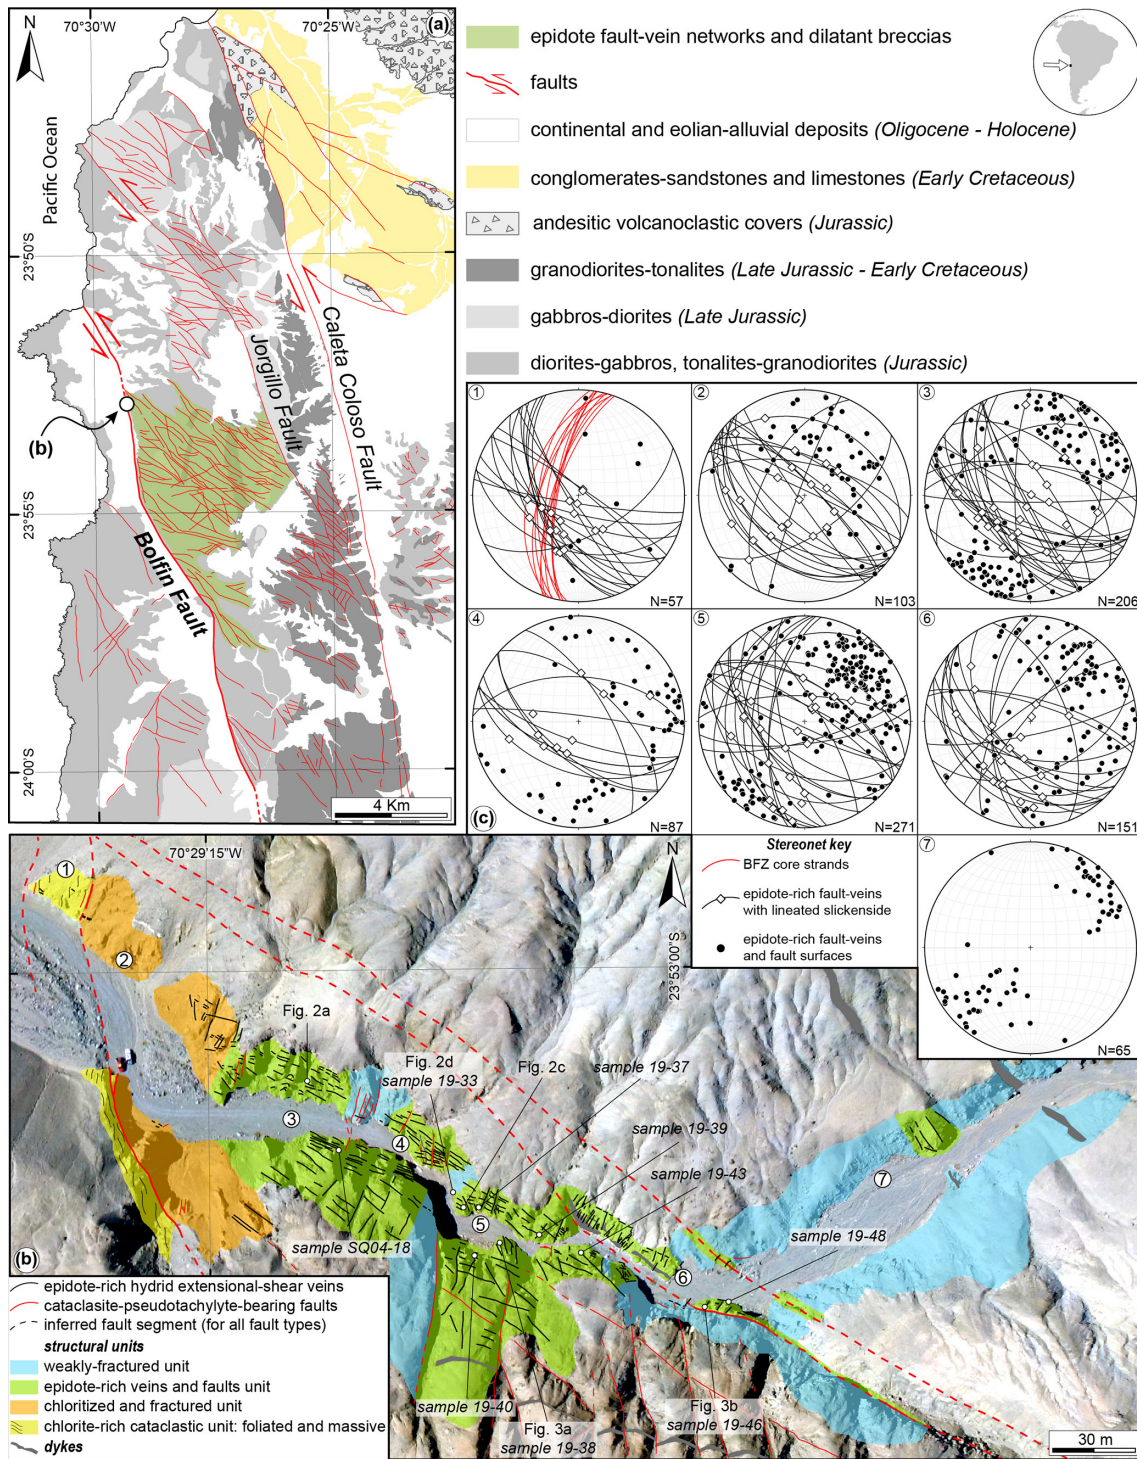 N
70°30'W
70°25'W
(a)
Pacific Ocean
23°50'S
23°55'S
24°00'S
(b)
Bolfin Fault
Jorgillo Fault
Caleta Coloso Fault
4 Km
epidote fault-vein networks and dilatant breccias
faults
continental and eolian-alluvial deposits (Oligocene - Holocene)
conglomerates-sandstones and limestones (Early Cretaceous)
andesitic volcanoclastic covers (Jurassic)
granodiorites-tonalites (Late Jurassic - Early Cretaceous)
gabbros-diorites (Late Jurassic)
diorites-gabbros, tonalites-granodiorites (Jurassic)
1
N=57
2
N=103
3
N=206
4
N=87
5
N=271
6
N=151
(c)
Stereonet key
BFZ core strands
epidote-rich fault-veins
with lineated slickenside
epidote-rich fault-veins
and fault surfaces
7
N=65
70°29'15"W
N
23°53'00"S
1
2
Fig. 2a
3
Fig. 2d
sample 19-33
4
Fig. 2c
sample 19-37
sample 19-39
sample 19-43
5
sample SQ04-18
6
7
sample 19-48
sample 19-40
Fig. 3a
sample 19-38
Fig. 3b
sample 19-46
30 m
(b)
epidote-rich hydrid extensional-shear veins
cataclasite-pseudotachylyte-bearing faults
inferred fault segment (for all fault types)
structural units
weakly-fractured unit
epidote-rich veins and faults unit
chloritized and fractured unit
chlorite-rich cataclastic unit: foliated and massive
dykes